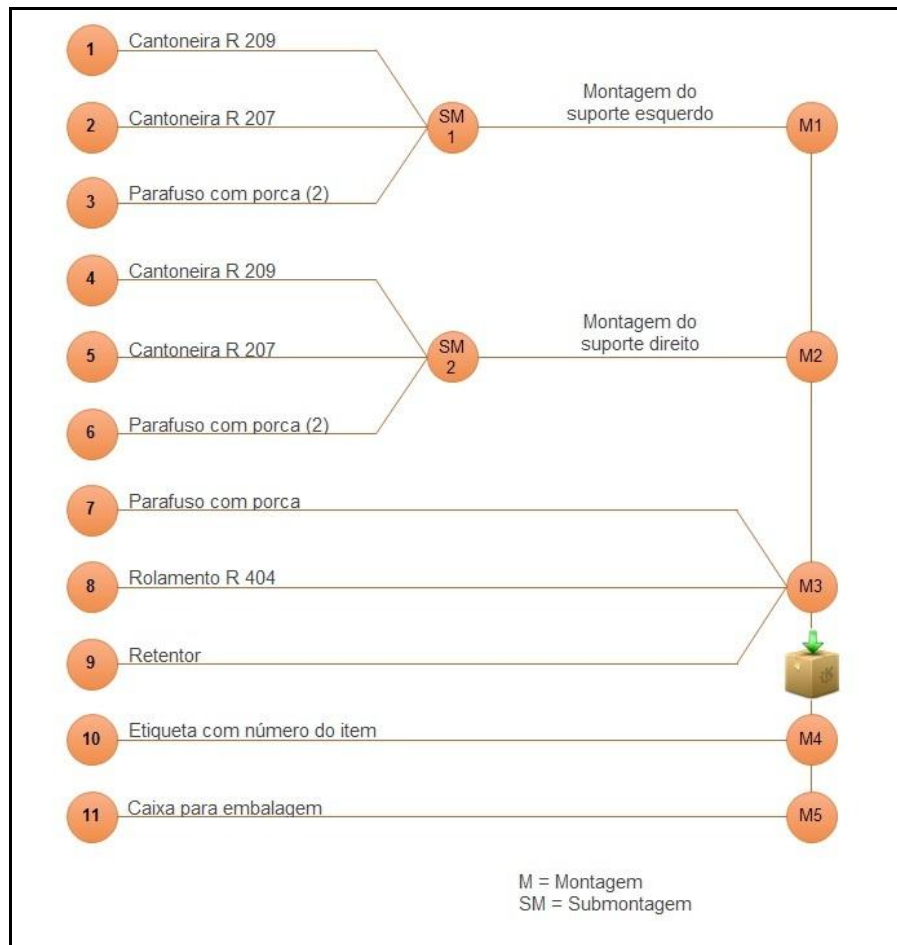 1 Cantoneira R 209
2 Cantoneira R 207
SM
1
Montagem do
suporte esquerdo
M1
3 Parafuso com porca (2)
4 Cantoneira R 209
5 Cantoneira R 207
SM
2
Montagem do
suporte direito
M2
6 Parafuso com porca (2)
7 Parafuso com porca
8 Rolamento R 404
M3
9 Retentor
10 Etiqueta com número do item
M4
11 Caixa para embalagem
M5
M = Montagem
SM = Submontagem